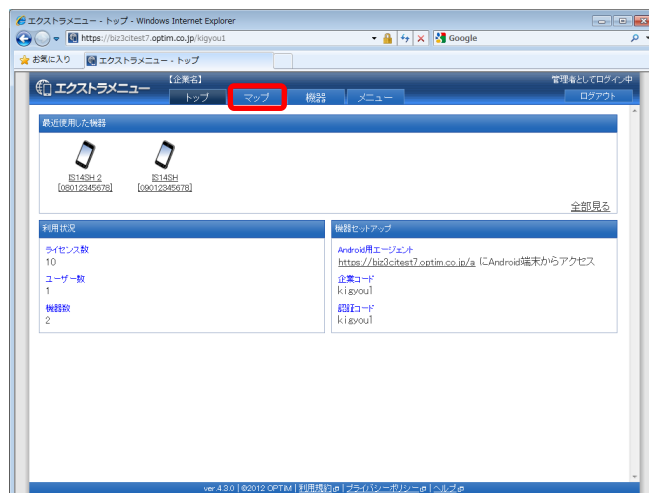 エクストラメニュー - トップ - Windows Internet Explorer
https://biz3citest7.optim.co.jp/kigyou1
Google
お気に入り
エクストラメニュー - トップ
エクストラメニュー
【企業名】
管理者としてログイン中
トップ
マップ
機器
メニュー
ログアウト
最近使用した機器
IS14SH 2
[08012345678]
IS14SH
[09012345678]
全部見る
利用状況
ライセンス数
10
ユーザー数
1
機器数
2
機器セットアップ
Android用エージェント
https://biz3citest7.optim.co.jp/a にAndroid端末からアクセス
企業コード
kigyou1
認証コード
kigyou1
ver.4.3.0 | ©2012 OPTiM | 利用規約 | プライバシーポリシー | ヘルプ